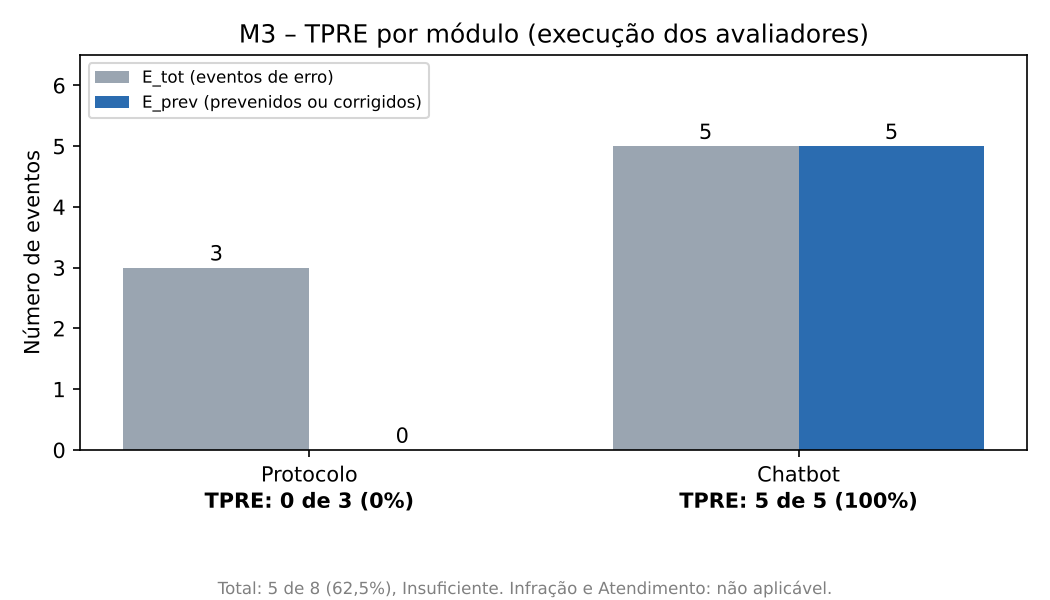 M3 – TPRE por módulo (execução dos avaliadores)
E_tot (eventos de erro)
E_prev (prevenidos ou corrigidos)
Número de eventos
6
5
4
3
2
1
0
3
0
5
5
Protocolo
TPRE: 0 de 3 (0%)
Chatbot
TPRE: 5 de 5 (100%)
Total: 5 de 8 (62,5%), Insuficiente. Infração e Atendimento: não aplicável.